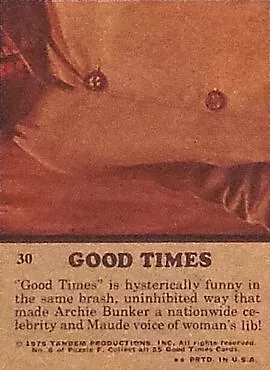 30 GOOD TIMES
"Good Times" is hysterically funny in
the same brash, uninhibited way that
made Archie Bunker a nationwide ce-
lebrity and Maude voice of woman's lib!
© 1975 TANDEM PRODUCTIONS, INC. All rights reserved.
No. 6 of Puzzle F. Collect all 55 Good Times Cards.
** PRTD. IN U.S.A.